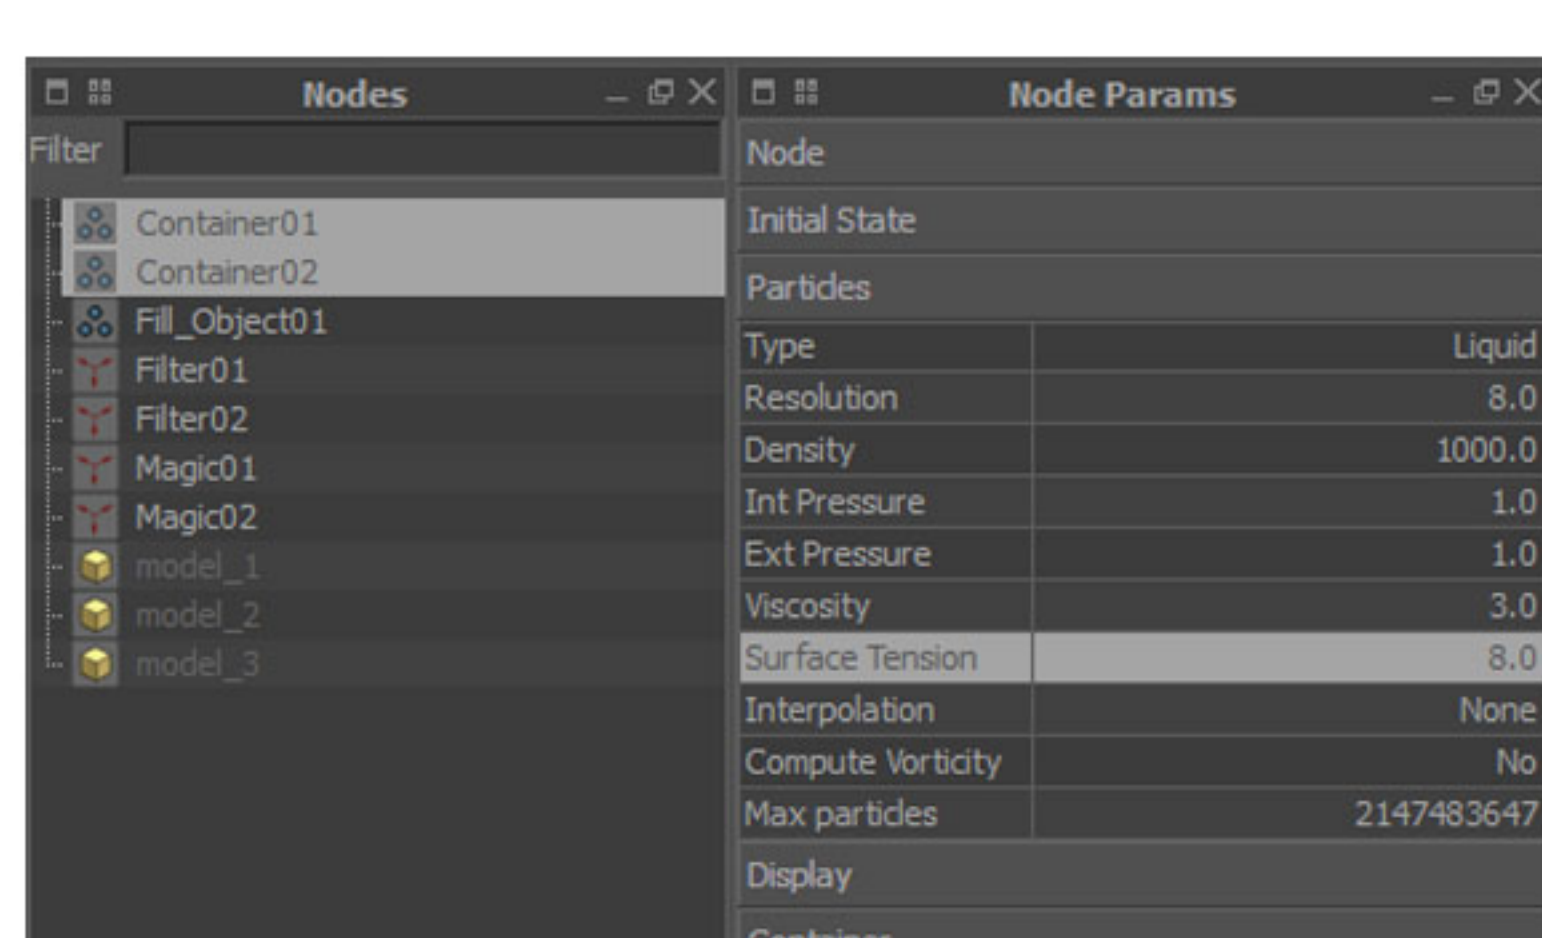 Nodes
Filter
Container01
Container02
Fill_Object01
Filter01
Filter02
Magic01
Magic02
model_1
model_2
model_3
Node Params
Node
Initial State
Particles
Type Liquid
Resolution 8.0
Density 1000.0
Int Pressure 1.0
Ext Pressure 1.0
Viscosity 3.0
Surface Tension 8.0
Interpolation None
Compute Vorticity No
Max particles 2147483647
Display
Container